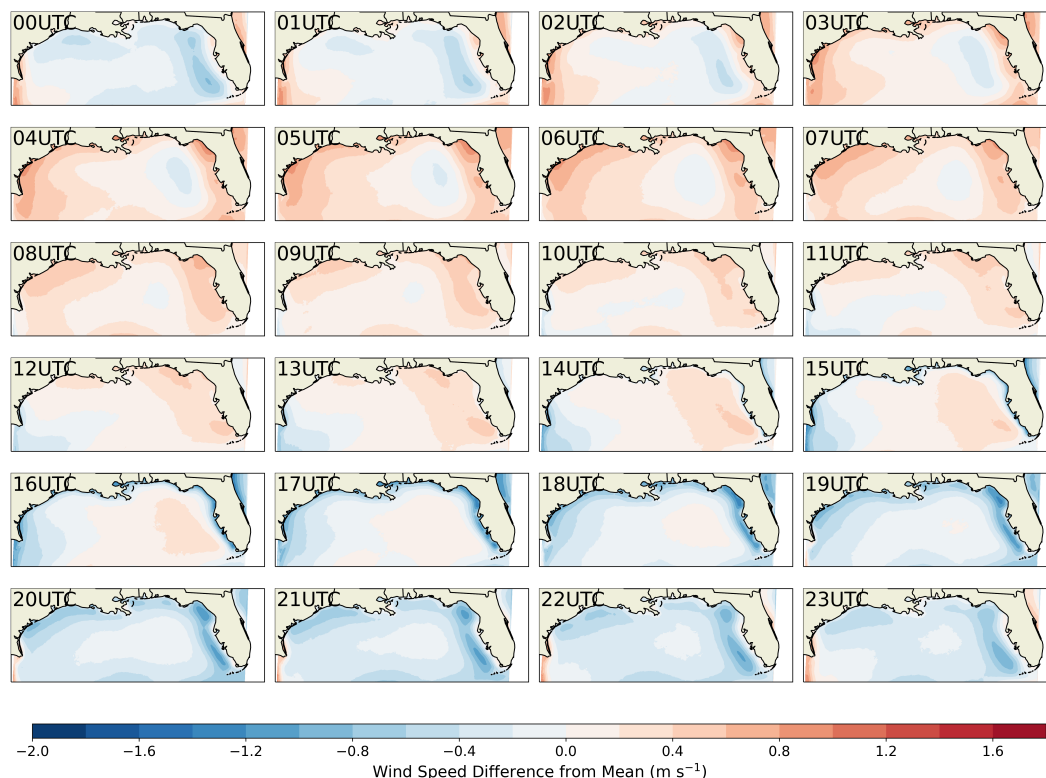 00UTC 01UTC 02UTC 03UTC
04UTC 05UTC 06UTC 07UTC
08UTC 09UTC 10UTC 11UTC
12UTC 13UTC 14UTC 15UTC
16UTC 17UTC 18UTC 19UTC
20UTC 21UTC 22UTC 23UTC
−2.0 −1.6 −1.2 −0.8 −0.4 0.0 0.4 0.8 1.2 1.6
Wind Speed Difference from Mean (m s⁻¹)